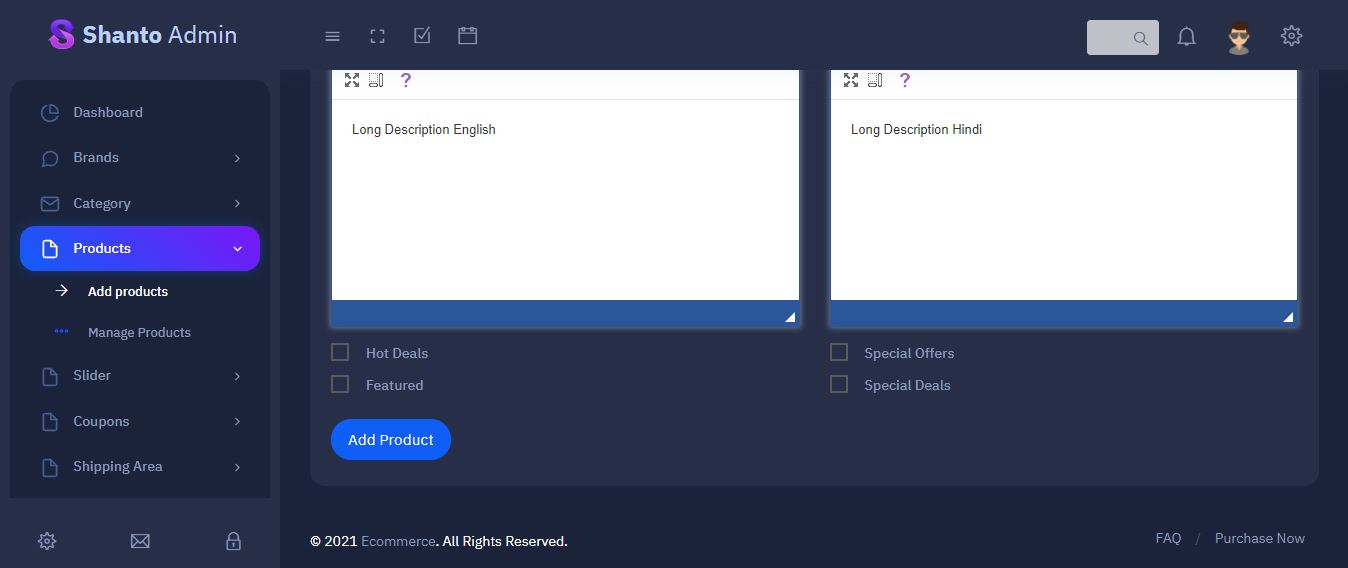 Shanto Admin
Dashboard
Brands
Category
Products
Add products
Manage Products
Slider
Coupons
Shipping Area
?
?
Long Description English
Long Description Hindi
Hot Deals
Special Offers
Featured
Special Deals
Add Product
© 2021 Ecommerce. All Rights Reserved.
FAQ / Purchase Now